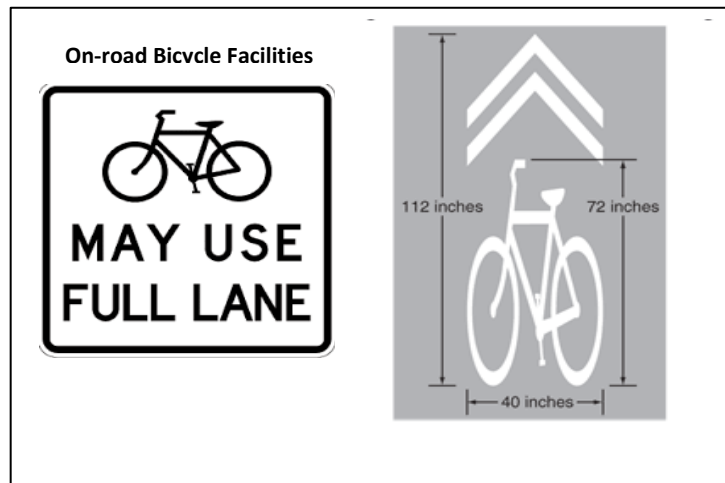 On-road Bicycle Facilities
MAY USE
FULL LANE
112 inches
72 inches
40 inches